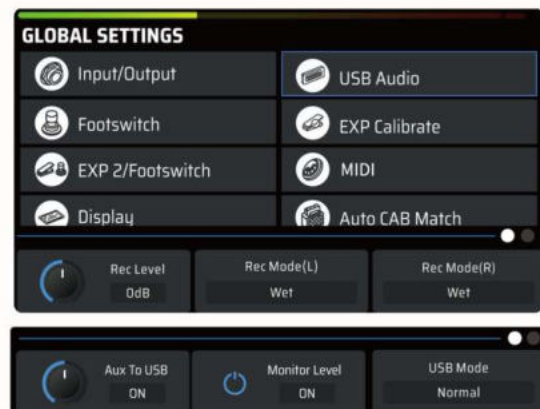 GLOBAL SETTINGS
Input/Output
USB Audio
Footswitch
EXP Calibrate
EXP 2/Footswitch
MIDI
Display
Auto CAB Match
Rec Level
0dB
Rec Mode(L)
Wet
Rec Mode(R)
Wet
Aux To USB
ON
Monitor Level
ON
USB Mode
Normal